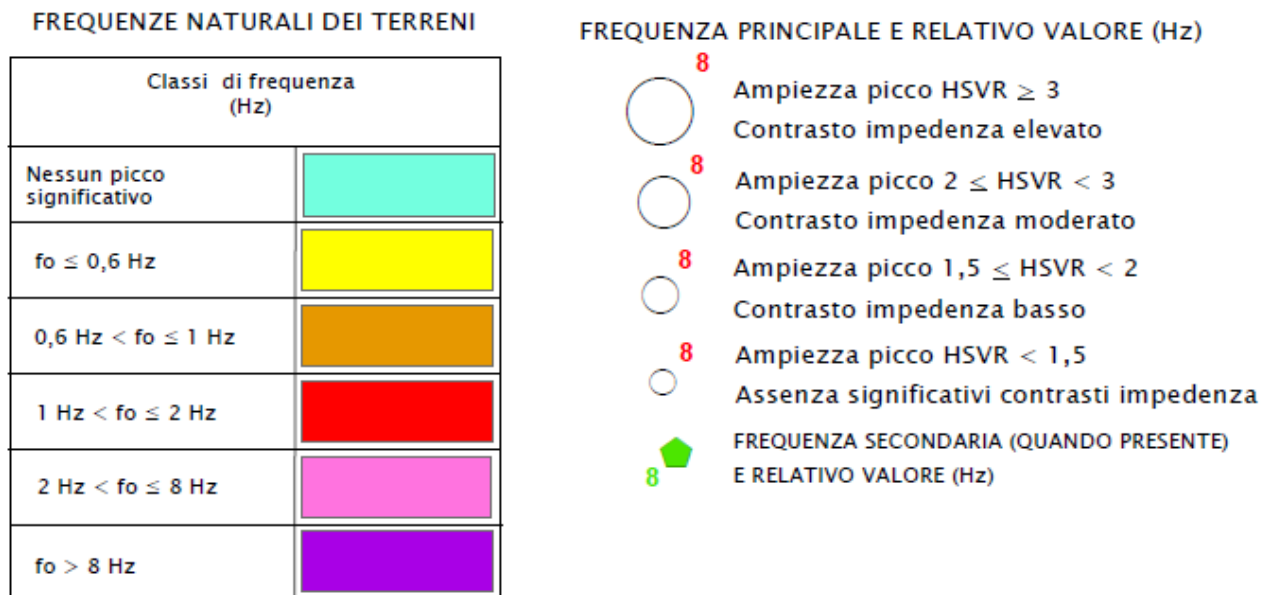 FREQUENZE NATURALI DEI TERRENI
Classi di frequenza
(Hz)
Nessun picco
significativo
fo ≤ 0,6 Hz
0,6 Hz < fo ≤ 1 Hz
1 Hz < fo ≤ 2 Hz
2 Hz < fo ≤ 8 Hz
fo > 8 Hz
FREQUENZA PRINCIPALE E RELATIVO VALORE (Hz)
8
Ampiezza picco HSVR ≥ 3
Contrasto impedenza elevato
8
Ampiezza picco 2 ≤ HSVR < 3
Contrasto impedenza moderato
8
Ampiezza picco 1,5 ≤ HSVR < 2
Contrasto impedenza basso
8
Ampiezza picco HSVR < 1,5
Assenza significativi contrasti impedenza
FREQUENZA SECONDARIA (QUANDO PRESENTE)
8 E RELATIVO VALORE (Hz)